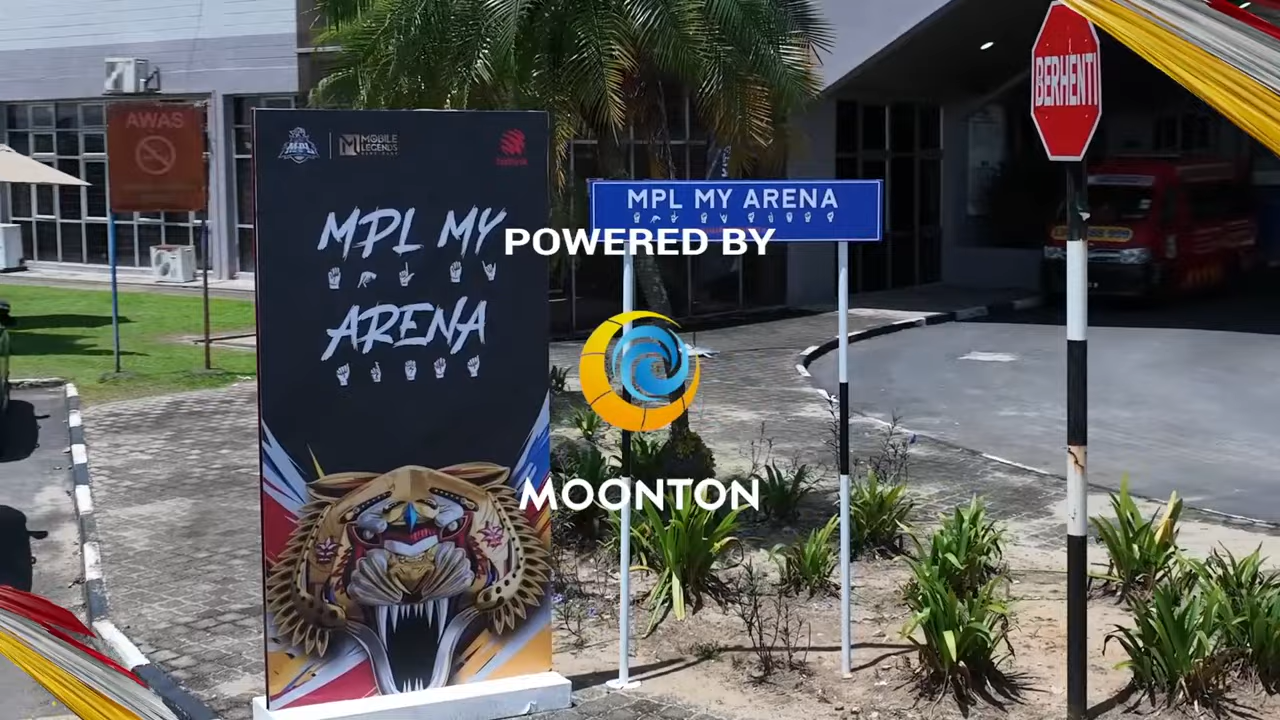 AWAS
MOBILE
LEGENDS
MPL MY
ARENA
MPL MY ARENA
POWERED BY
MOONTON
BERHENTI